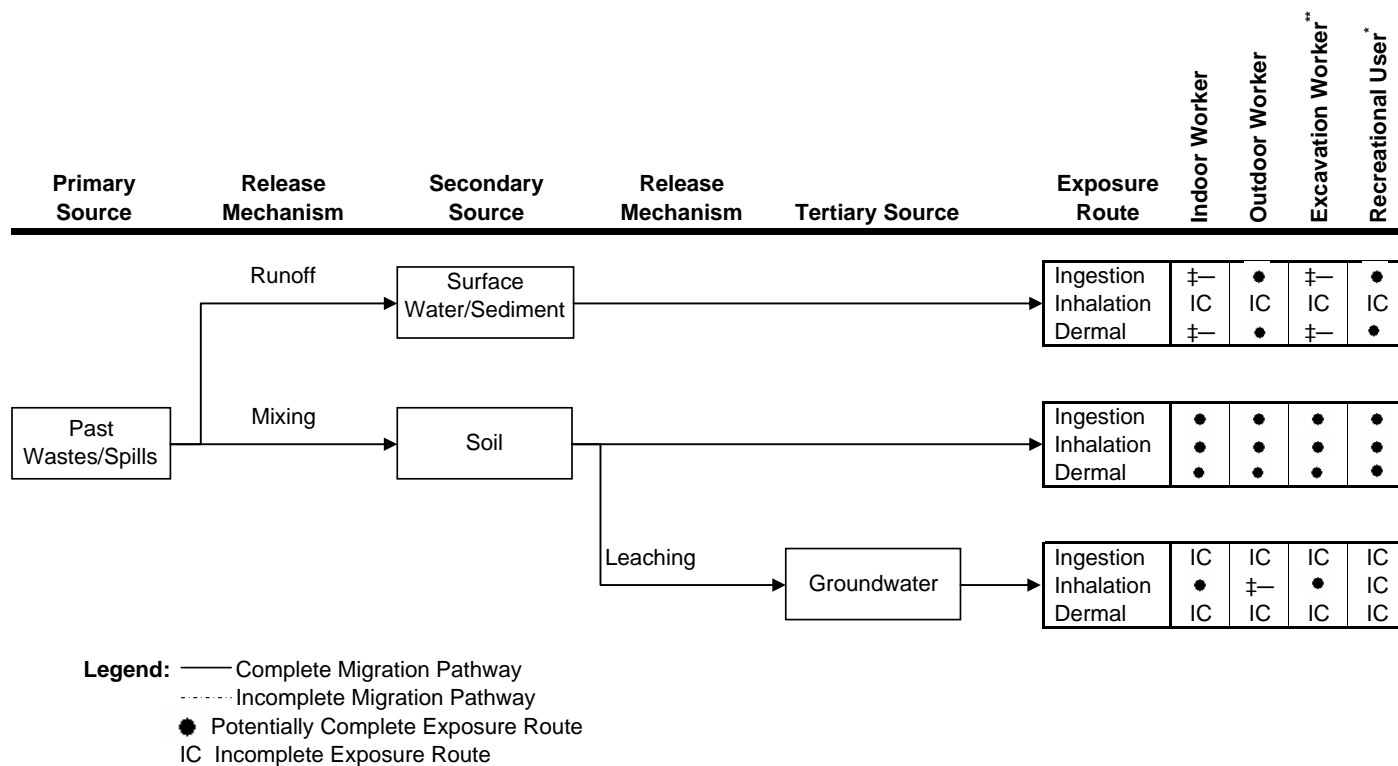 Indoor Worker
Outdoor Worker
Excavation Worker**
Recreational User*
Primary Source
Release Mechanism
Secondary Source
Release Mechanism
Tertiary Source
Exposure Route
Runoff
Surface
Water/Sediment
Ingestion ‡— ● ‡— ●
Inhalation IC IC IC IC
Dermal ‡— ● ‡— ●
Past
Wastes/Spills
Mixing
Soil
Ingestion ● ● ● ●
Inhalation ● ● ● ●
Dermal ● ● ● ●
Leaching
Groundwater
Ingestion IC IC IC IC
Inhalation ● ‡— ● IC
Dermal IC IC IC IC
Legend: Complete Migration Pathway
Incomplete Migration Pathway
● Potentially Complete Exposure Route
IC Incomplete Exposure Route